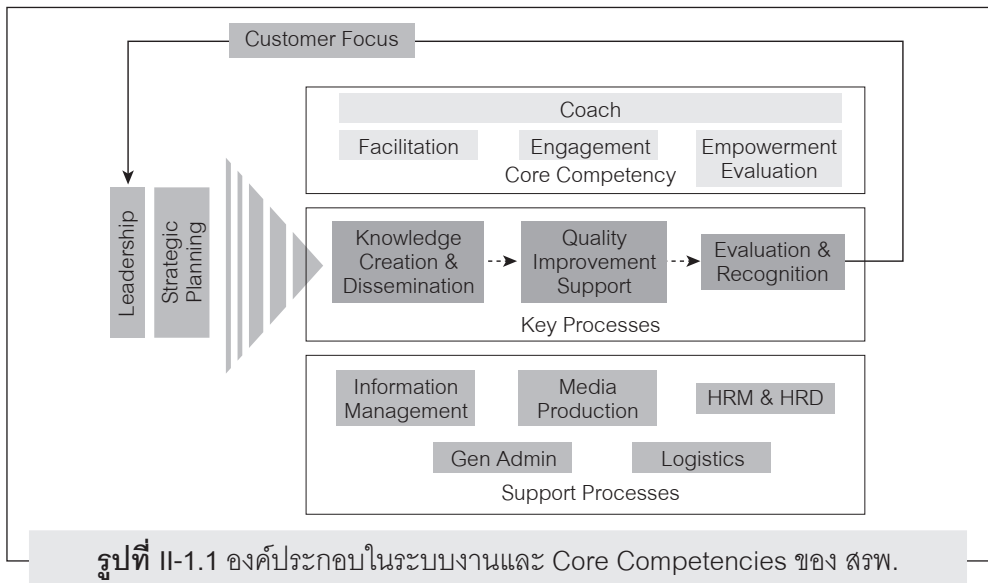 Customer Focus
Coach
Facilitation
Engagement
Empowerment
Evaluation
Core Competency
Leadership
Strategic
Planning
Knowledge
Creation &
Dissemination
Quality
Improvement
Support
Evaluation &
Recognition
Key Processes
Information
Management
Media
Production
HRM & HRD
Gen Admin
Logistics
Support Processes
รูปที่ II-1.1 องค์ประกอบในระบบงานและ Core Competencies ของ สรพ.